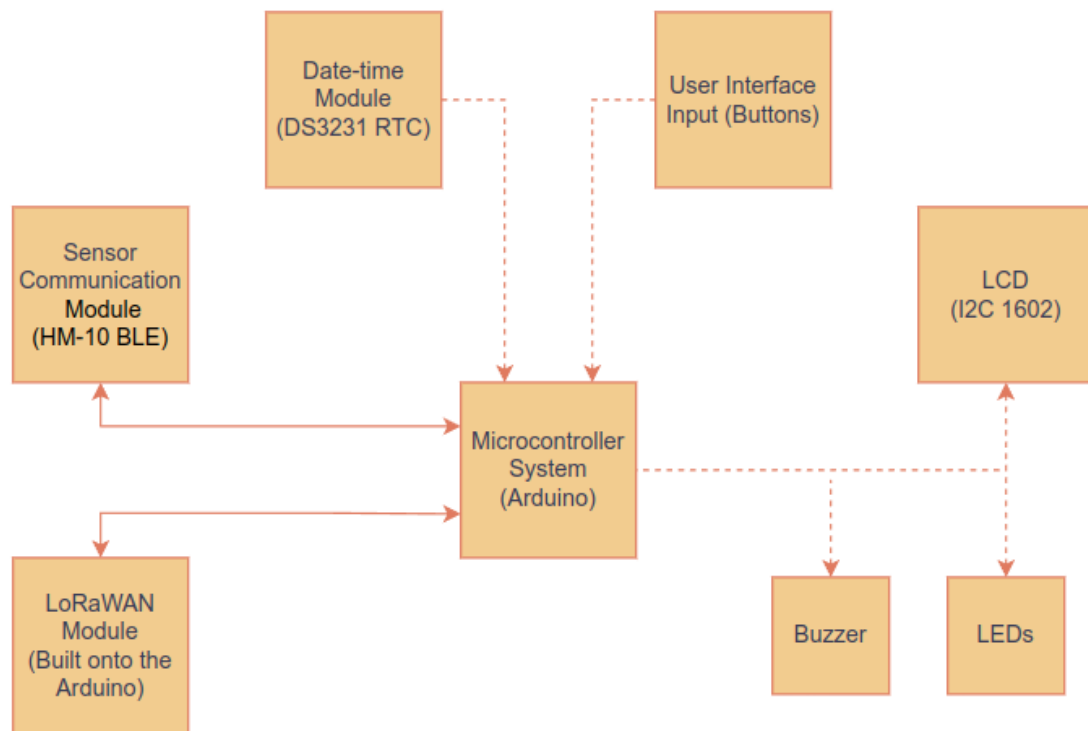 Date-time
Module
(DS3231 RTC)
User Interface
Input (Buttons)
Sensor
Communication
Module
(HM-10 BLE)
LCD
(I2C 1602)
Microcontroller
System
(Arduino)
LoRaWAN
Module
(Built onto the
Arduino)
Buzzer
LEDs